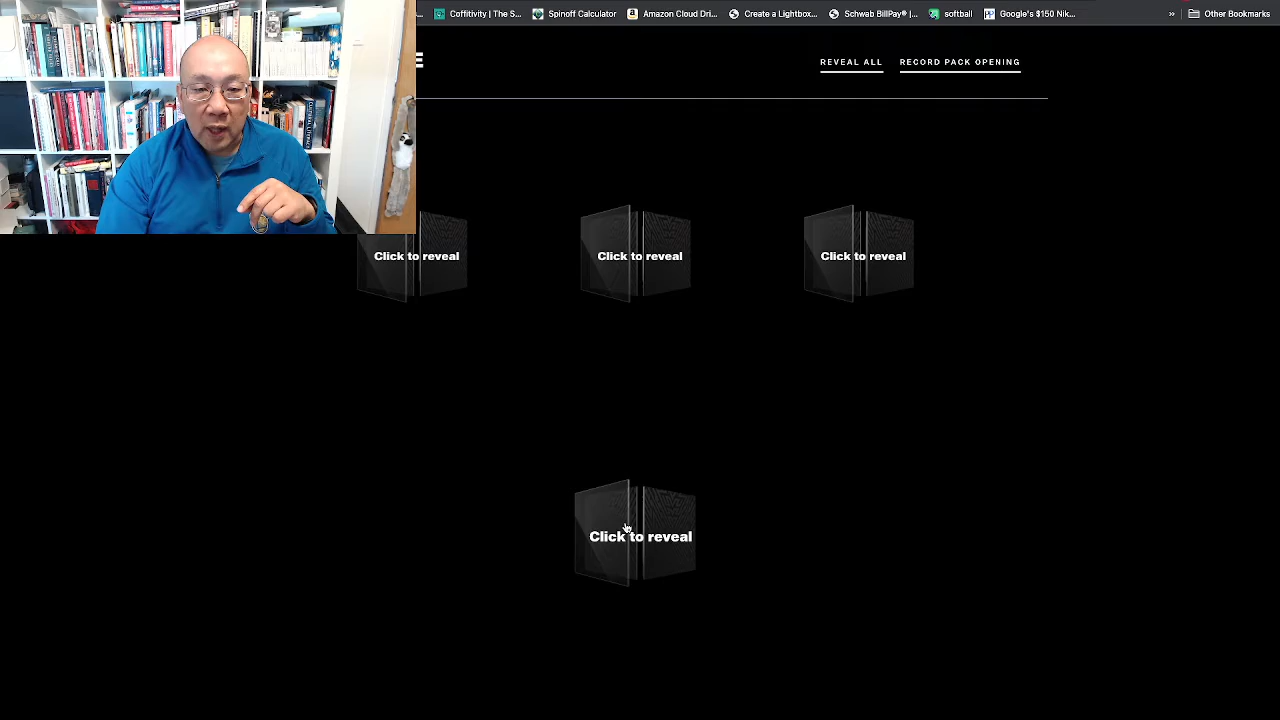 Coffitivity | The S...
Spinoff Calculator
Amazon Cloud Dri...
Create a Lightbox...
Schwab BillPay® |...
softball
Google's $150 Nik...
»
Other Bookmarks
E
REVEAL ALL
RECORD PACK OPENING
Click to reveal
Click to reveal
Click to reveal
Click to reveal